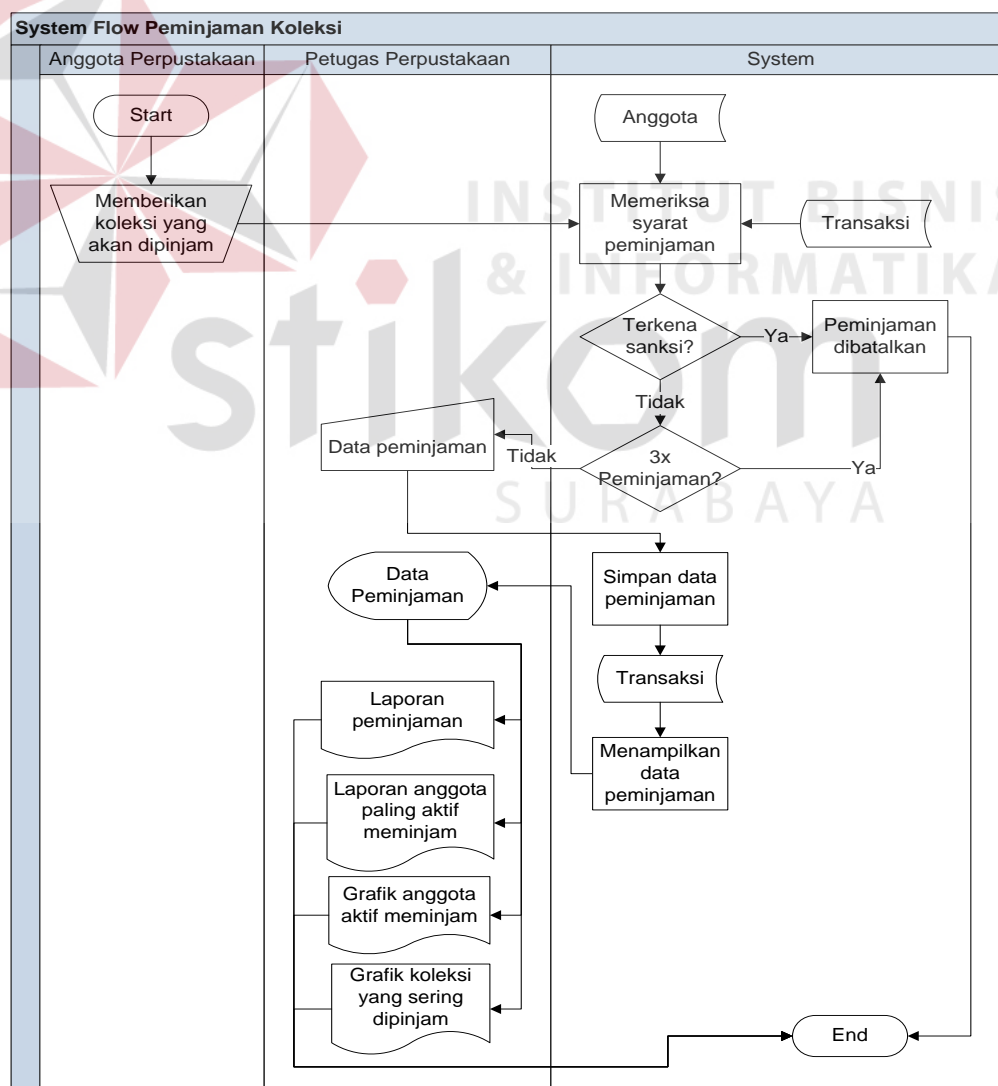 System Flow Peminjaman Koleksi
Anggota Perpustakaan
Petugas Perpustakaan
System
Start
Anggota
Memberikan
koleksi yang
akan dipinjam
Memeriksa
syarat
peminjaman
Transaksi
INSTITUT BISNIS
& INFORMATIKA
stikom
SURABAYA
Terkena
sanksi?
Ya
Peminjaman
dibatalkan
Tidak
Data peminjaman
Tidak
3x
Peminjaman?
Ya
Data
Peminjaman
Simpan data
peminjaman
Transaksi
Menampilkan
data
peminjaman
Laporan
peminjaman
Laporan anggota
paling aktif
meminjam
Grafik anggota
aktif meminjam
Grafik koleksi
yang sering
dipinjam
End